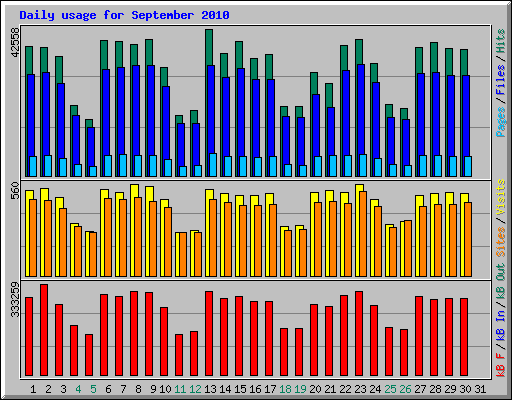 Daily usage for September 2010
42558
Pages / Files / Hits
560
Sites / Visits
333259
kB F / kB In / kB Out
1 2 3 4 5 6 7 8 9 10 11 12 13 14 15 16 17 18 19 20 21 22 23 24 25 26 27 28 29 30 31